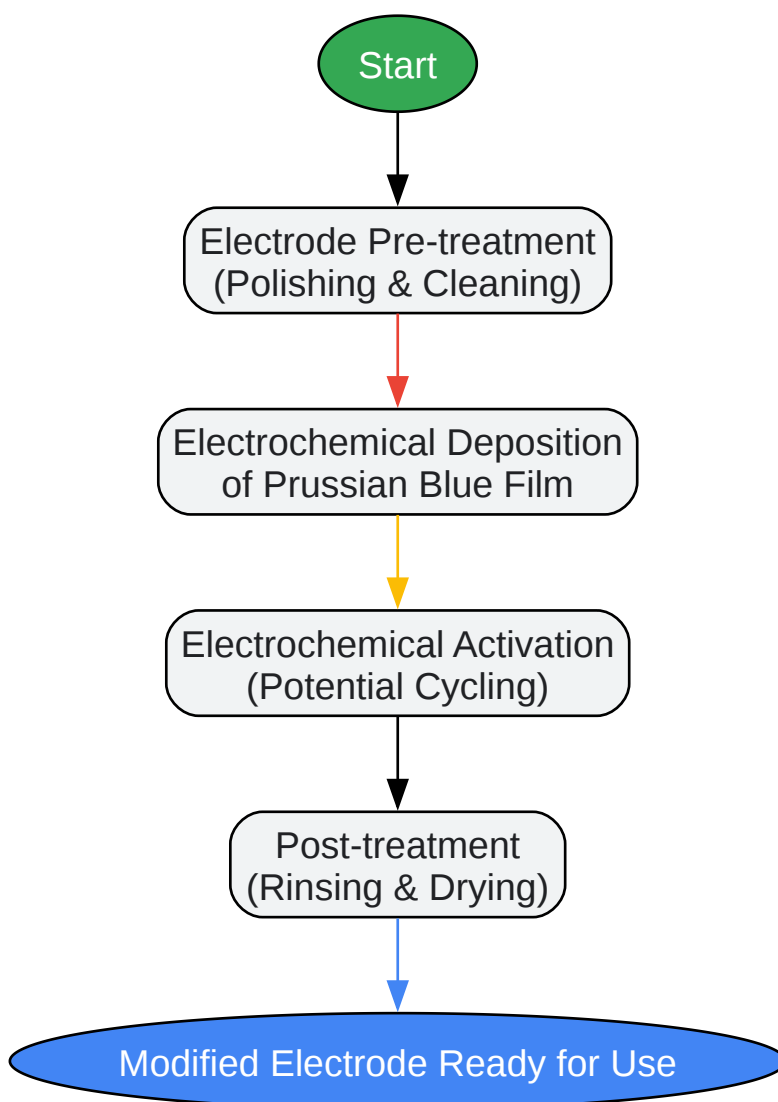 Start
Electrode Pre-treatment
(Polishing & Cleaning)
Electrochemical Deposition
of Prussian Blue Film
Electrochemical Activation
(Potential Cycling)
Post-treatment
(Rinsing & Drying)
Modified Electrode Ready for Use